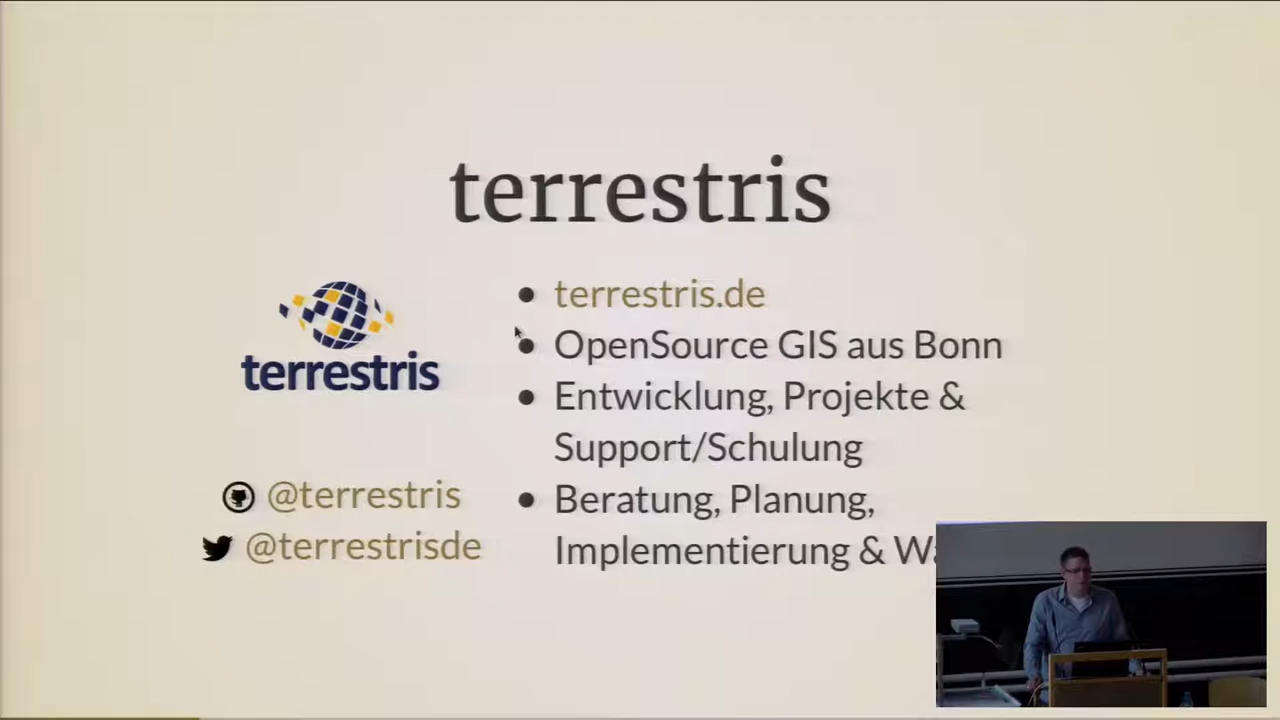 terrestris
terrestris
@terrestris
@terrestrisde
terrestris.de
OpenSource GIS aus Bonn
Entwicklung, Projekte &
Support/Schulung
Beratung, Planung,
Implementierung &